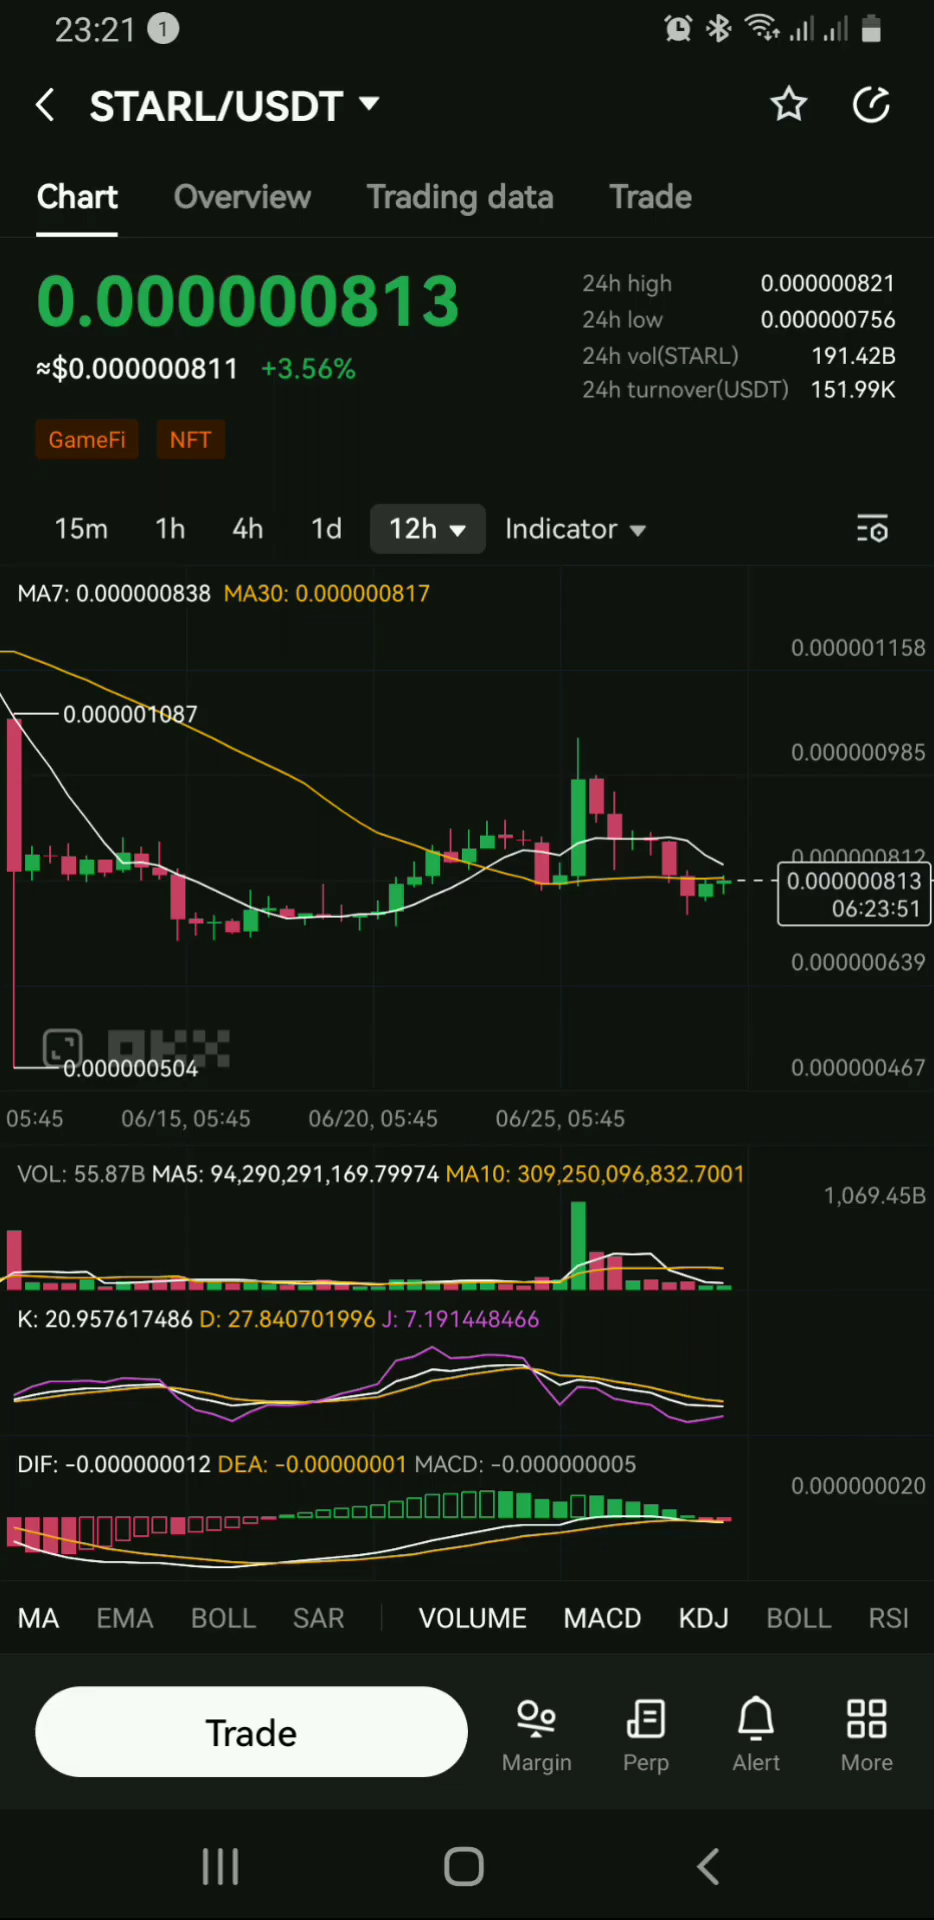 23:21 1
STARL/USDT
Chart Overview Trading data Trade
0.000000813
≈$0.000000811 +3.56%
24h high 0.000000821
24h low 0.000000756
24h vol(STARL) 191.42B
24h turnover(USDT) 151.99K
GameFi NFT
15m 1h 4h 1d 12h Indicator
MA7: 0.000000838 MA30: 0.000000817
0.000001158
0.000001087
0.000000985
0.000000812
0.000000813
06:23:51
0.000000639
OKX
0.000000504
0.000000467
05:45 06/15, 05:45 06/20, 05:45 06/25, 05:45
VOL: 55.87B MA5: 94,290,291,169.79974 MA10: 309,250,096,832.7001
1,069.45B
K: 20.957617486 D: 27.840701996 J: 7.191448466
DIF: −0.000000012 DEA: −0.00000001 MACD: −0.000000005
0.000000020
MA EMA BOLL SAR VOLUME MACD KDJ BOLL RSI
Trade
Margin Perp Alert More